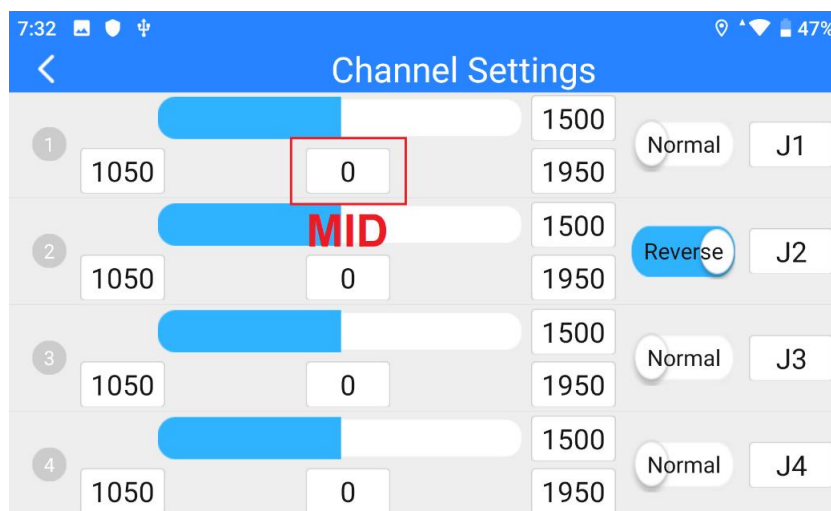 7:32 47%
Channel Settings
1 1500 Normal J1
1050 0 1950
MID
2 1500 Reverse J2
1050 0 1950
3 1500 Normal J3
1050 0 1950
4 1500 Normal J4
1050 0 1950